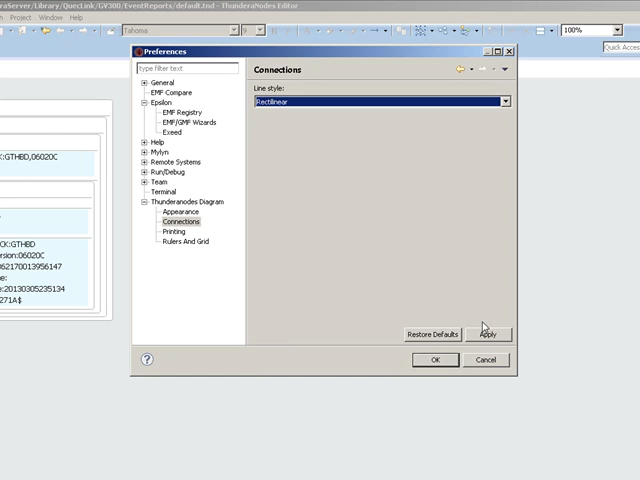 raServer/Library/QuecLink/GV300/EventReports/default.tnd - ThunderaNodes Editor
Project Window Help
Tahoma 9 100%
Quick Access
Preferences
type filter text
Connections
General
EMF Compare
Epsilon
EMF Registry
EMF/GMF Wizards
Exeed
Help
Mylyn
Remote Systems
Run/Debug
Team
Terminal
Thunderanodes Diagram
Appearance
Connections
Printing
Rulers And Grid
Line style:
Rectilinear
Restore Defaults Apply
OK Cancel
K:GTHBD,06020C
CK:GTHBD
ersion:06020C
862170013956147
e:
e:20130305235134
271A$